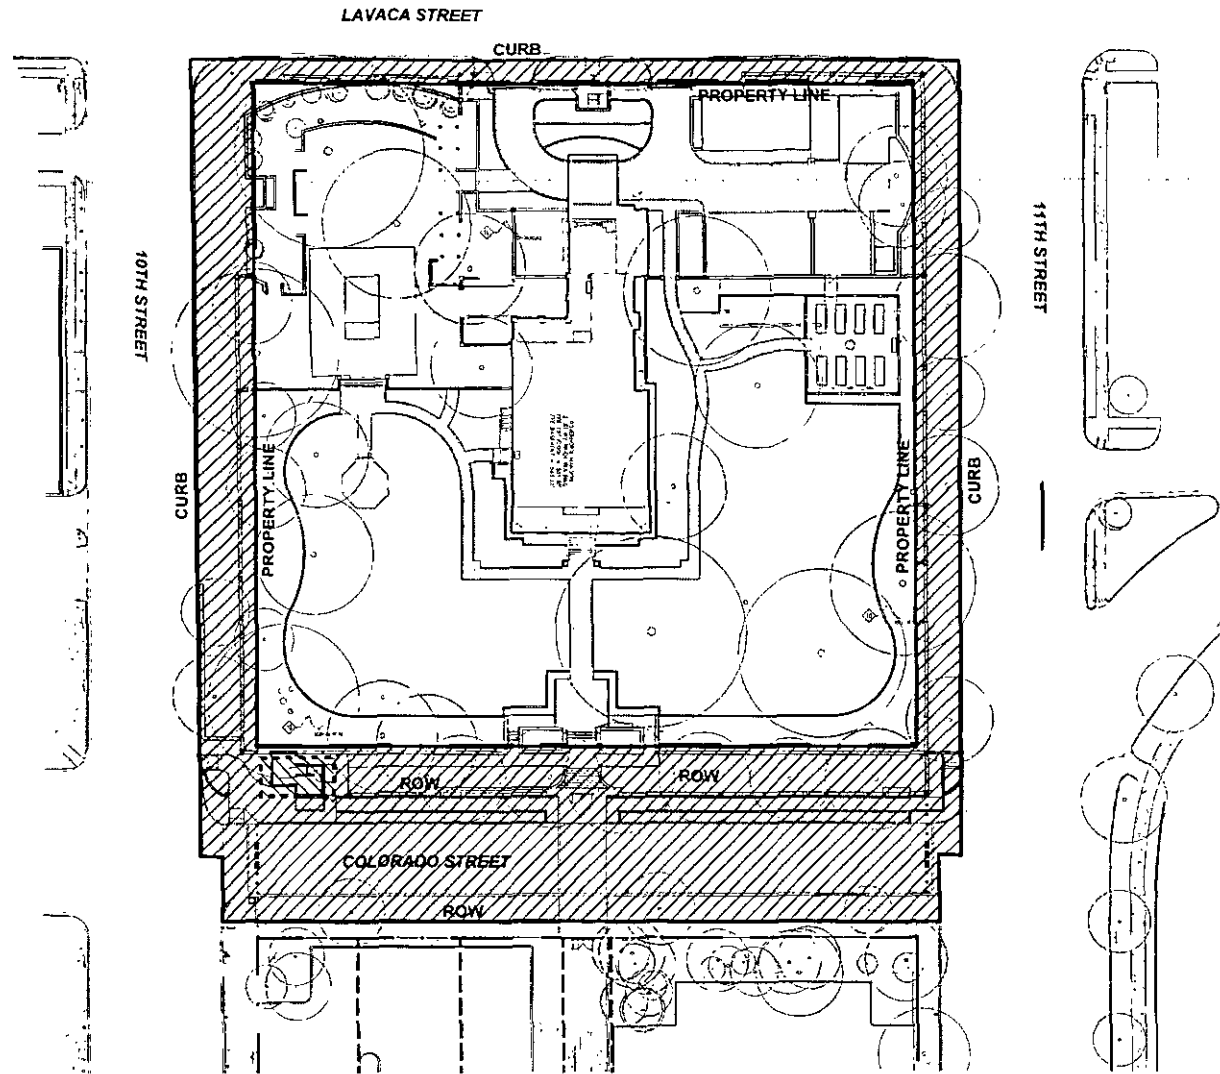 LAVACA STREET
CURB
PROPERTY LINE
10TH STREET
11TH STREET
CURB
PROPERTY LINE
PROPERTY LINE
CURB
ROW
ROW
COLORADO STREET
ROW